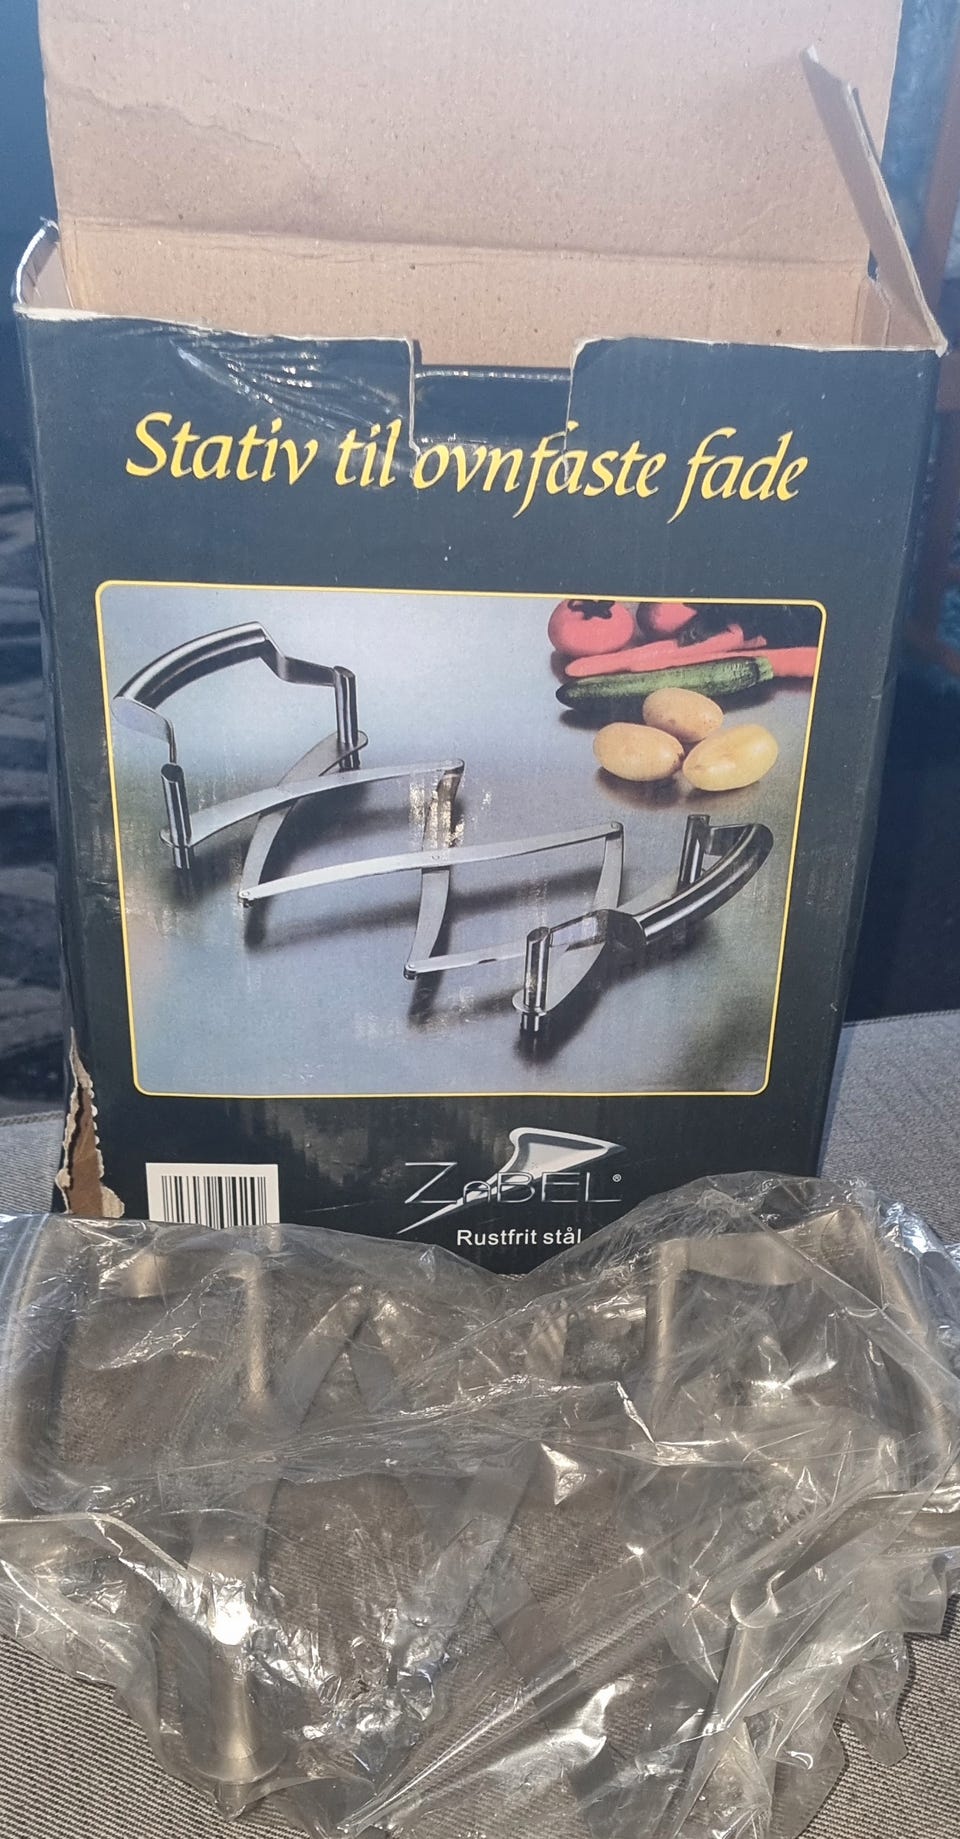 Stativ til ovnfaste fade
ZABEL®
Rustfrit stål